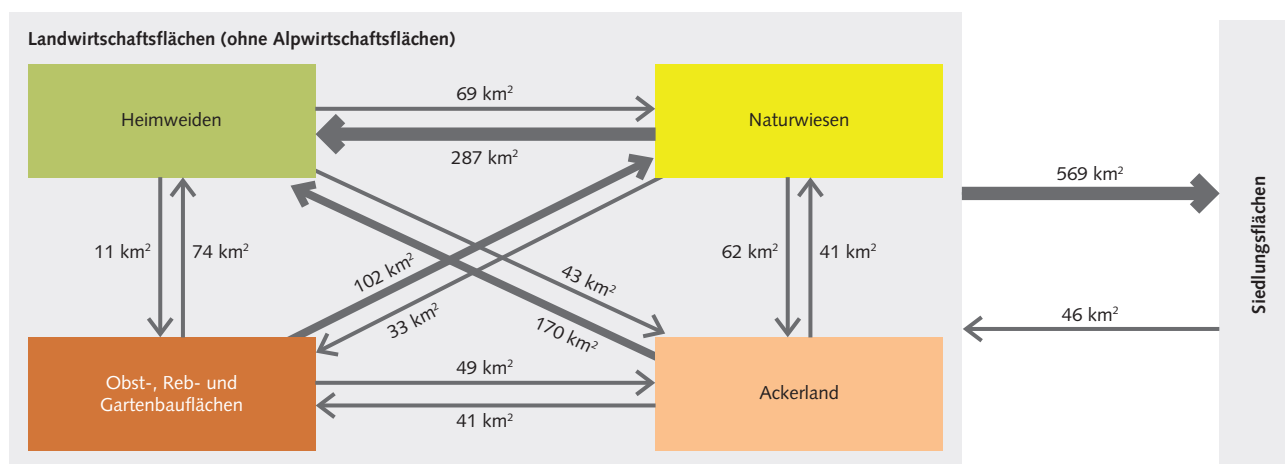 Landwirtschaftsflächen (ohne Alpwirtschaftsflächen)
Heimweiden
69 km²
287 km²
Naturwiesen
569 km²
11 km²
74 km²
102 km²
33 km²
43 km²
170 km²
62 km²
41 km²
46 km²
Siedlungsflächen
Obst-, Reb- und
Gartenbauflächen
49 km²
41 km²
Ackerland